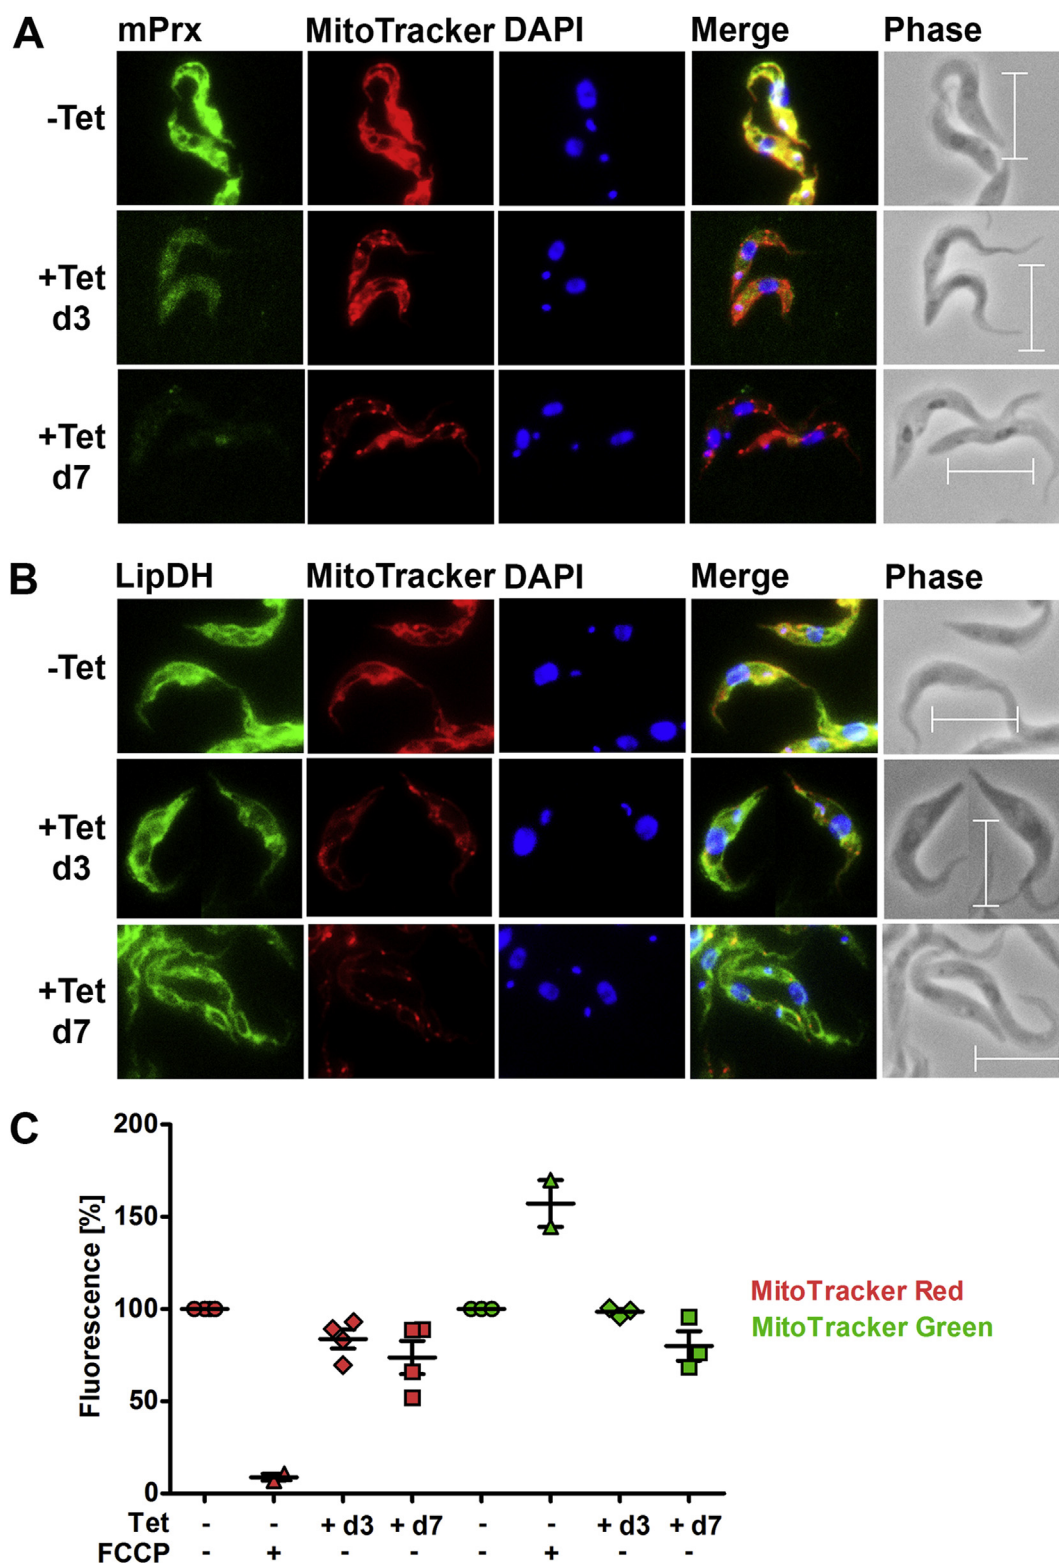 A
mPrx MitoTracker DAPI Merge Phase
-Tet
+Tet
d3
+Tet
d7
B
LipDH MitoTracker DAPI Merge Phase
-Tet
+Tet
d3
+Tet
d7
C
Fluorescence [%]
200
150
100
50
0
MitoTracker Red
MitoTracker Green
Tet - - + d3 + d7 - - + d3 + d7
FCCP - + - - - + - -